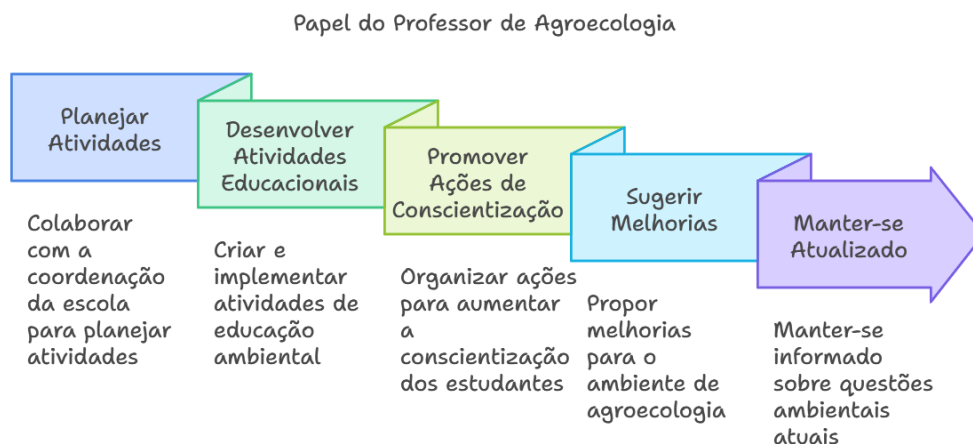 Papel do Professor de Agroecologia
Planejar
Atividades
Colaborar
com a
coordenação
da escola
para planejar
atividades
Desenvolver
Atividades
Educacionais
Criar e
implementar
atividades de
educação
ambiental
Promover
Ações de
Conscientização
Organizar ações
para aumentar
a
conscientização
dos estudantes
Sugerir
Melhorias
Propor
melhorias
para o
ambiente de
agroecologia
Manter-se
Atualizado
Manter-se
informado
sobre questões
ambientais
atuais